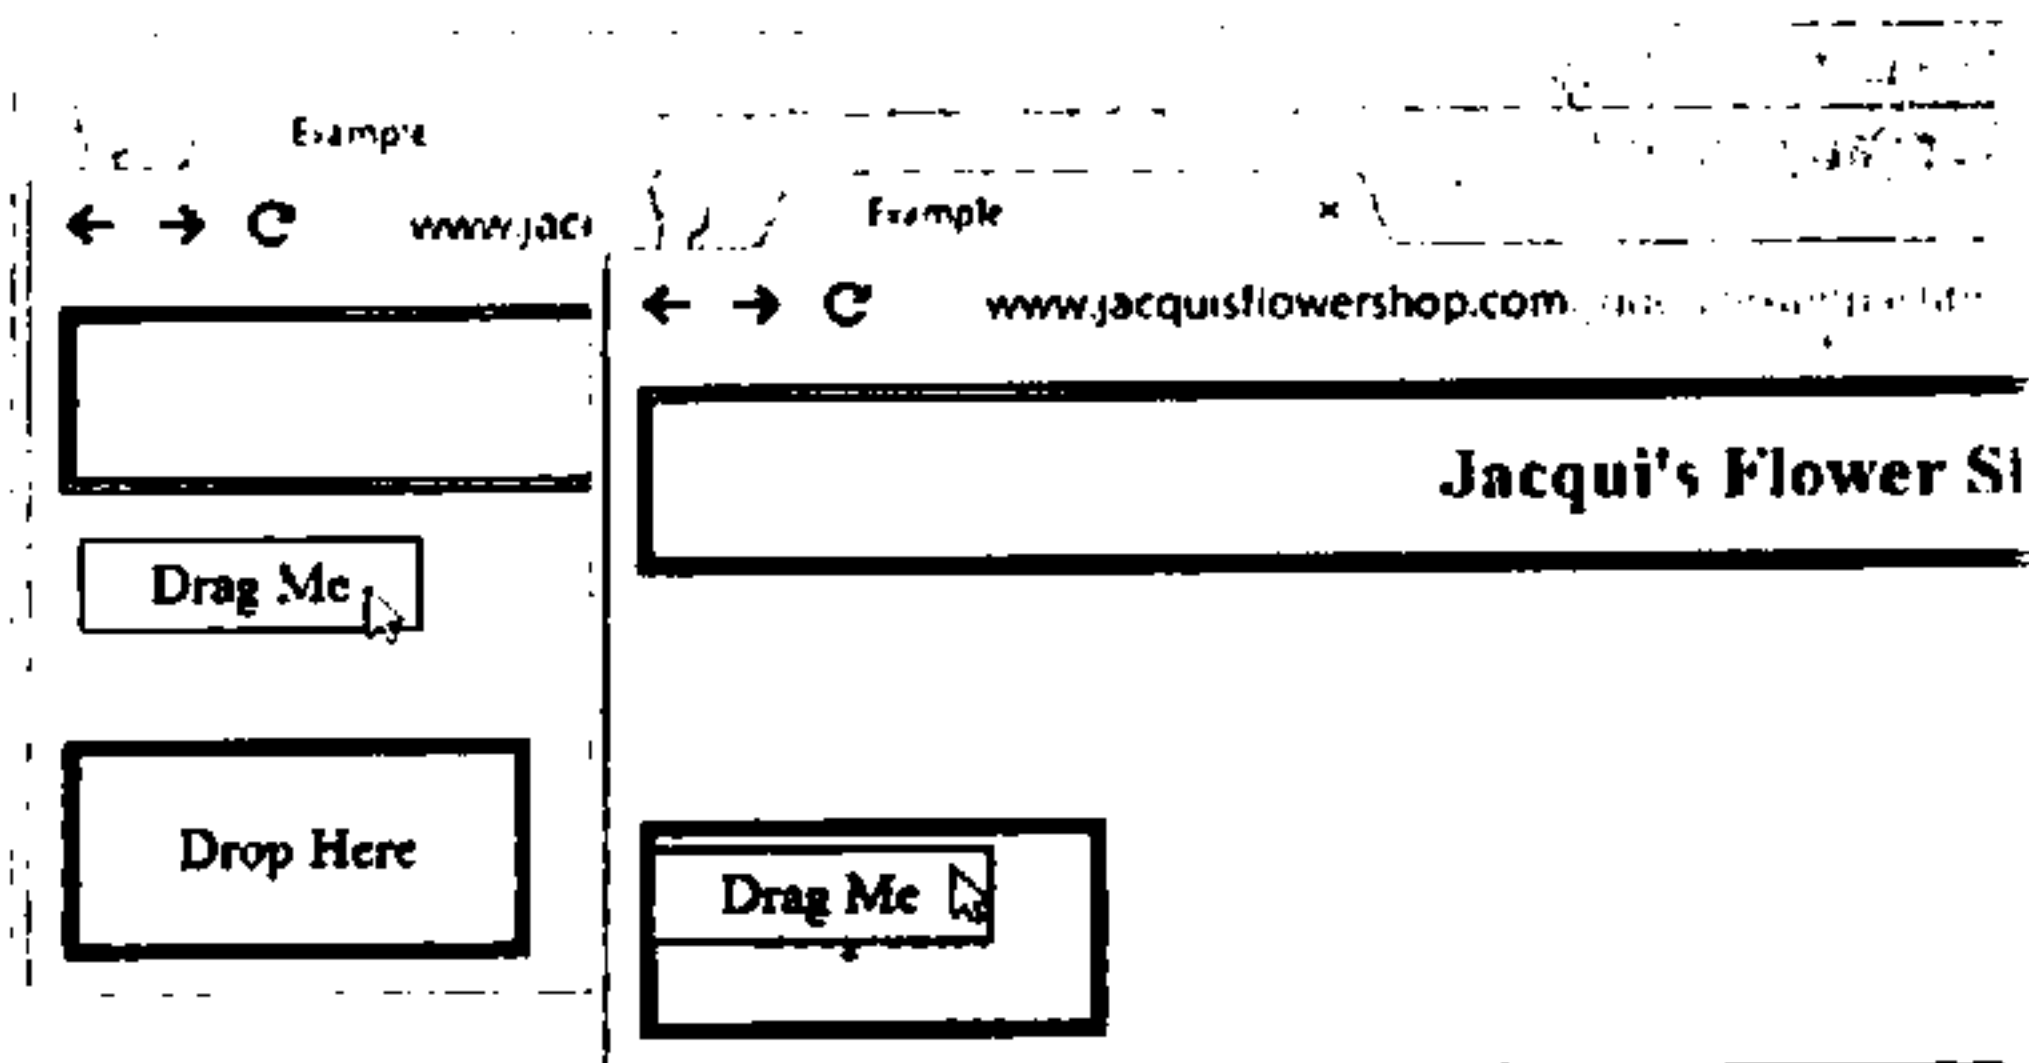 Example
www.jac
Drag Me
Drop Here
Example
×
www.jacquisflowershop.com
Jacqui's Flower
Drag Me